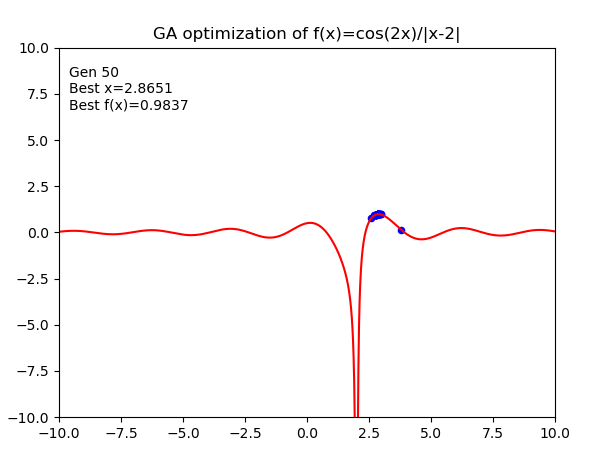 GA optimization of f(x)=cos(2x)/|x-2|
Gen 50
Best x=2.8651
Best f(x)=0.9837
10.0
7.5
5.0
2.5
0.0
−2.5
−5.0
−7.5
−10.0
−10.0 −7.5 −5.0 −2.5 0.0 2.5 5.0 7.5 10.0